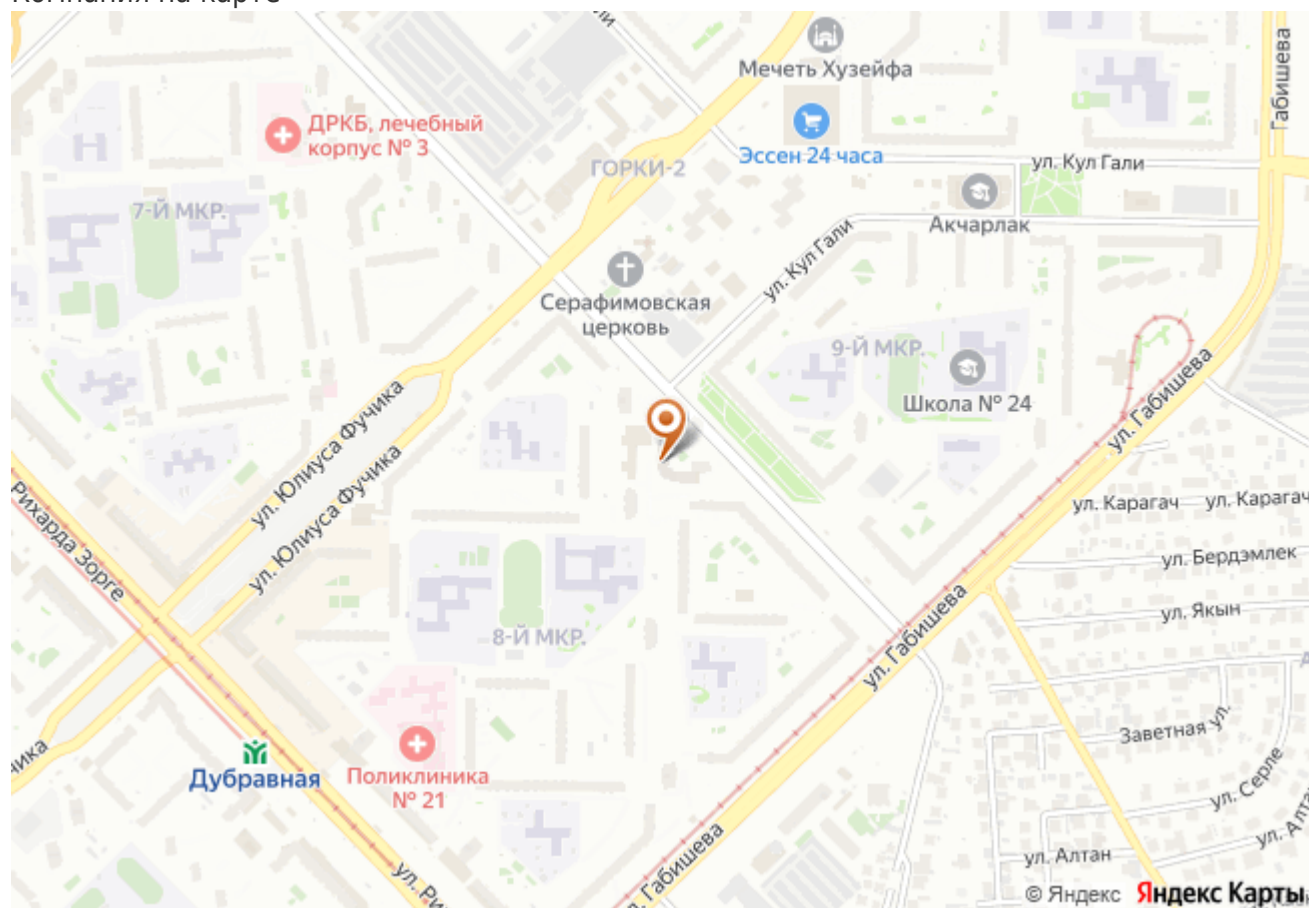 Компания на карте
Мечеть Хузейфа
Габишева
ДРКБ, лечебный
корпус № 3
Эссен 24 часа
ГОРКИ-2
ул. Кул Гали
7-Й МКР.
Акчарлак
ул. Кул Гали
Серафимовская
церковь
9-Й МКР.
Школа № 24
ул. Габишева
ул. Юлиуса Фучика
ул. Юлиуса Фучика
Рихарда Зорге
ул. Карагач
ул. Карагач
ул. Бердэмлек
ул. Якын
ул. Габишева
8-Й МКР.
Заветная ул.
Дубравная
Поликлиника
№ 21
ул. Серле
ул. Алтан
ул. Габишева
© Яндекс Яндекс Карты